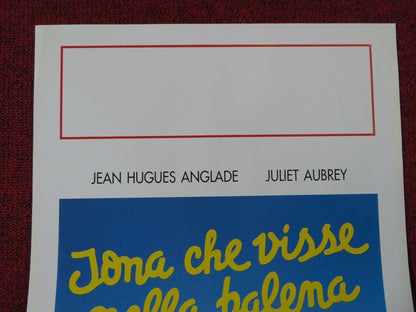 JEAN HUGUES ANGLADE JULIET AUBREY
Jona che visse
nella balena